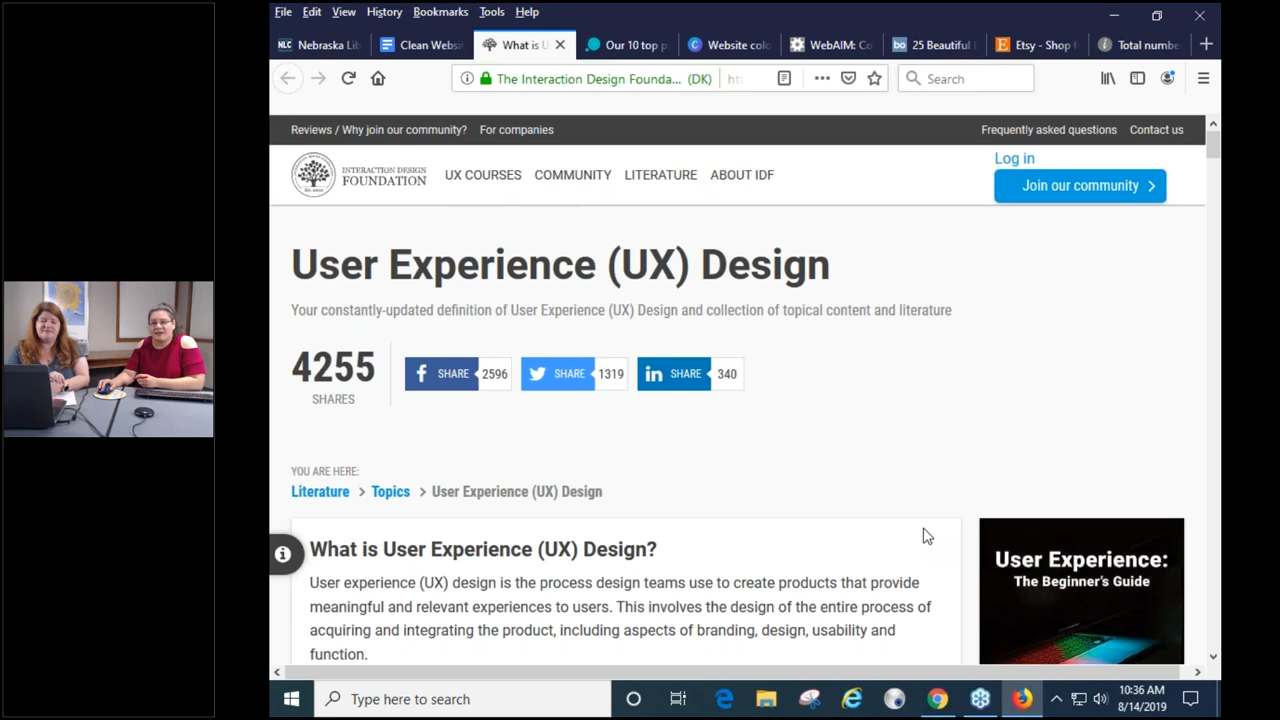 File Edit View History Bookmarks Tools Help
NLC Nebraska Lib Clean Websi What is U Our 10 top p Website colo WebAIM: Co bo 25 Beautiful Etsy - Shop f Total numbe
The Interaction Design Founda... (DK) Search
Reviews / Why join our community? For companies Frequently asked questions Contact us
Log in
INTERACTION DESIGN
FOUNDATION UX COURSES COMMUNITY LITERATURE ABOUT IDF
Join our community
User Experience (UX) Design
Your constantly-updated definition of User Experience (UX) Design and collection of topical content and literature
4255
SHARES
SHARE 2596 SHARE 1319 SHARE 340
YOU ARE HERE:
Literature > Topics > User Experience (UX) Design
What is User Experience (UX) Design?
User experience (UX) design is the process design teams use to create products that provide
meaningful and relevant experiences to users. This involves the design of the entire process of
acquiring and integrating the product, including aspects of branding, design, usability and
function.
User Experience:
The Beginner's Guide
Type here to search
10:36 AM
8/14/2019